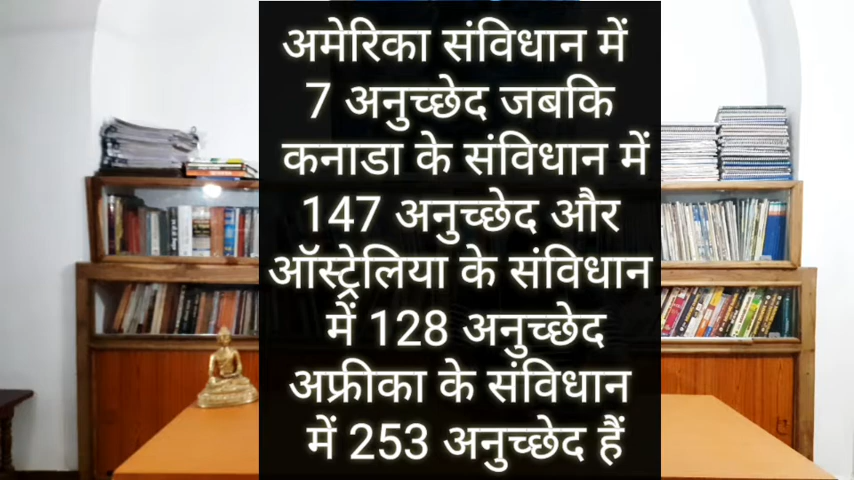 अमेरिका संविधान में
7 अनुच्छेद जबकि
कनाडा के संविधान में
147 अनुच्छेद और
ऑस्ट्रेलिया के संविधान
में 128 अनुच्छेद
अफ्रीका के संविधान
में 253 अनुच्छेद हैं